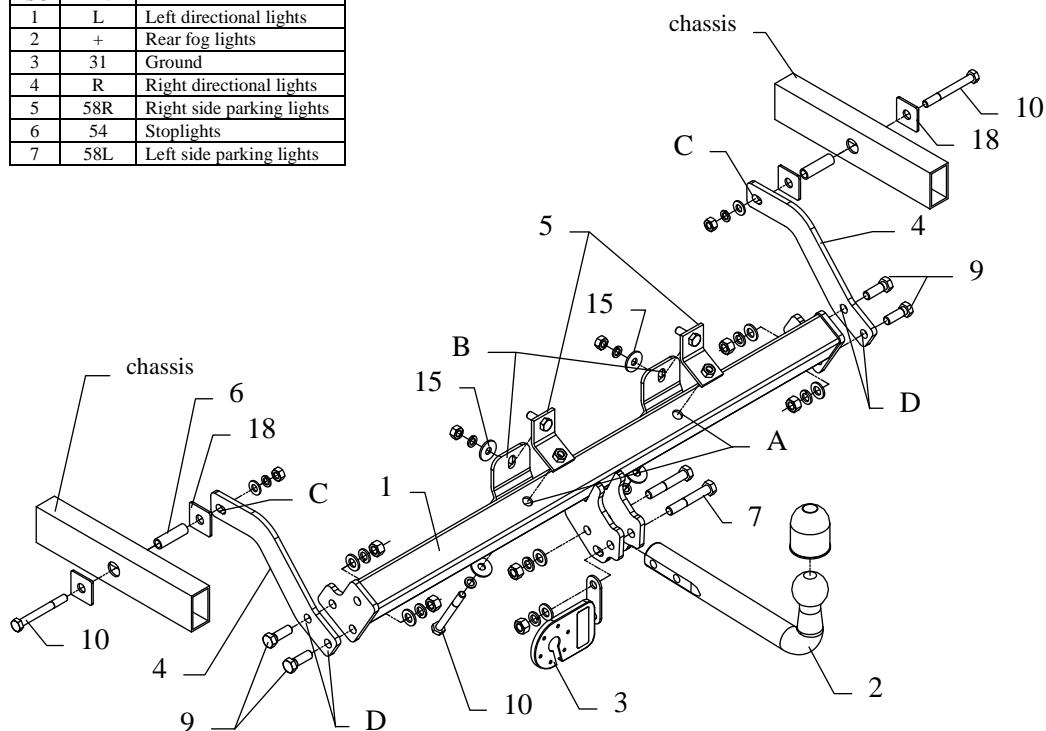 1 L Left directional lights
2 + Rear fog lights
3 31 Ground
4 R Right directional lights
5 58R Right side parking lights
6 54 Stoplights
7 58L Left side parking lights
chassis
10
18
C
4
5
9
15
B
chassis
15
D
6
A
18
1
C
7
10
4
10
3
2
9
D